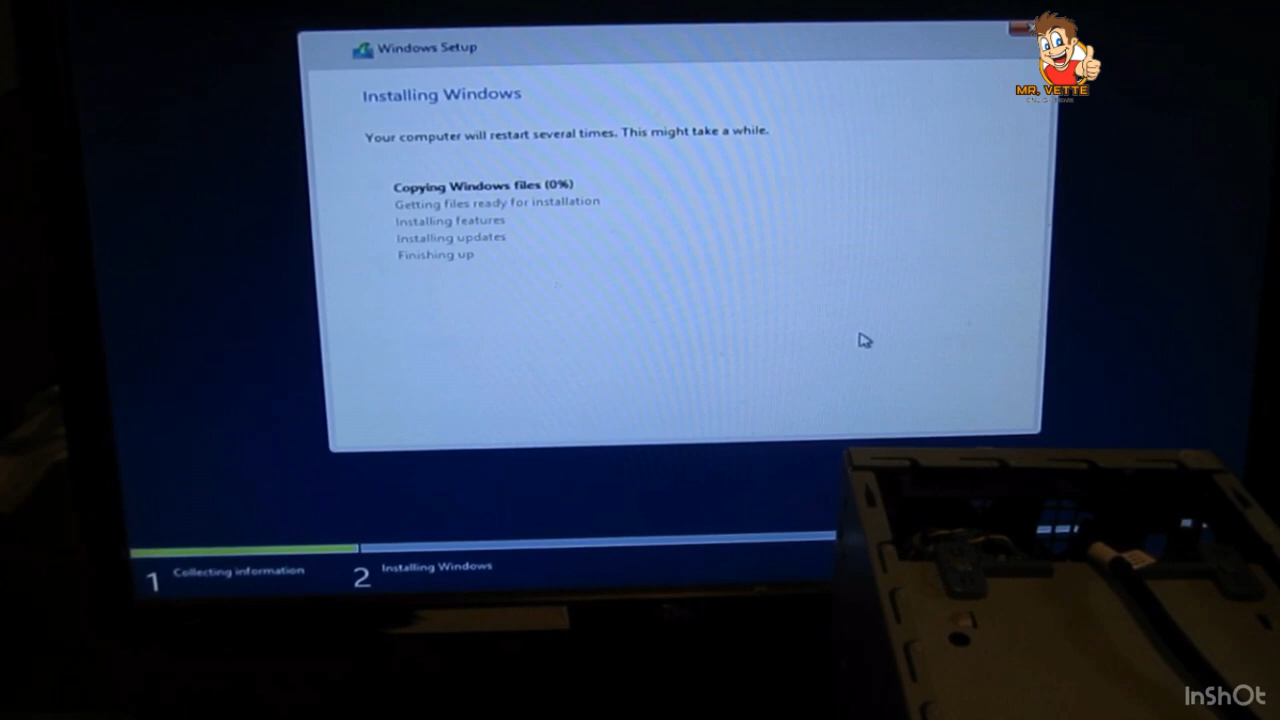 Windows Setup
MR. VETTE
Installing Windows
Your computer will restart several times. This might take a while.
Copying Windows files (0%)
Getting files ready for installation
Installing features
Installing updates
Finishing up
1 Collecting information
2 Installing Windows
InShOt